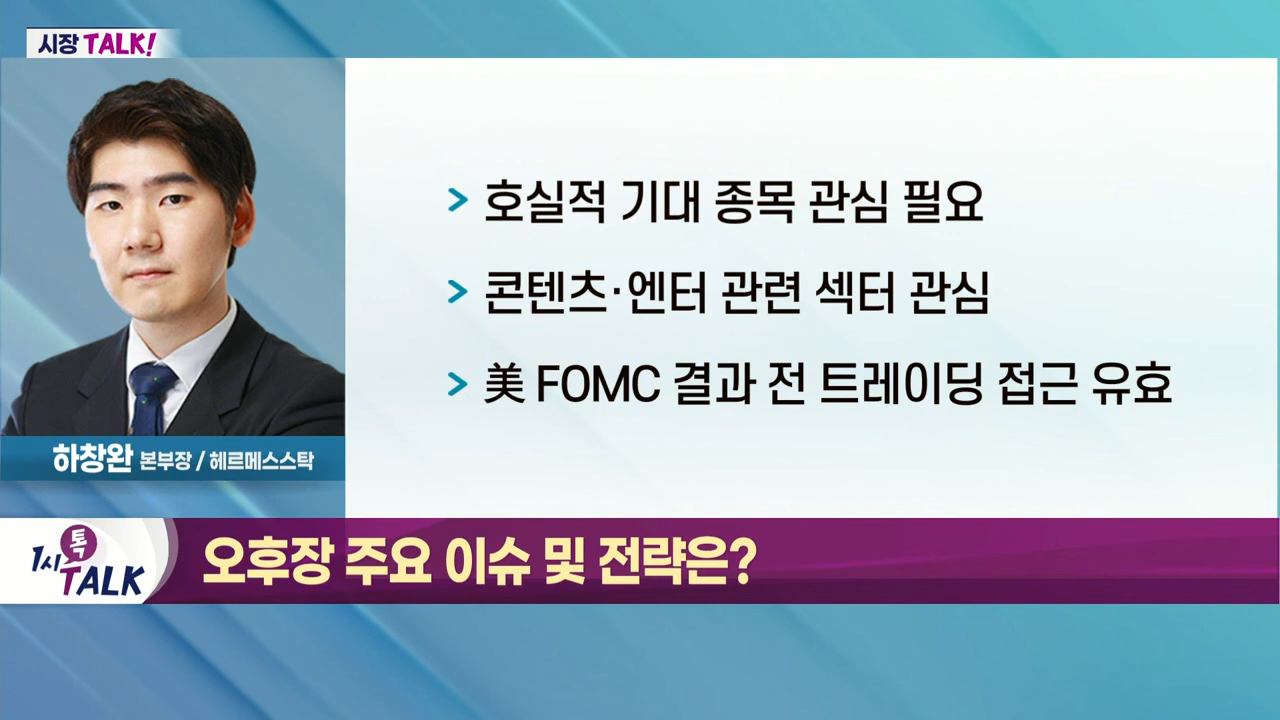 시장 TALK!
> 호실적 기대 종목 관심 필요
> 콘텐츠·엔터 관련 섹터 관심
> 美 FOMC 결과 전 트레이딩 접근 유효
하창완 본부장 / 헤르메스스탁
1시 톡 TALK
오후장 주요 이슈 및 전략은?